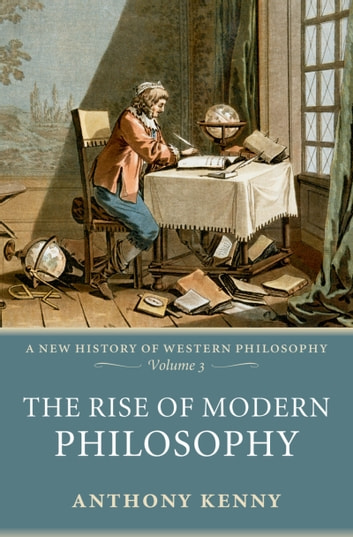 A NEW HISTORY OF WESTERN PHILOSOPHY
Volume 3
THE RISE OF MODERN
PHILOSOPHY
ANTHONY KENNY